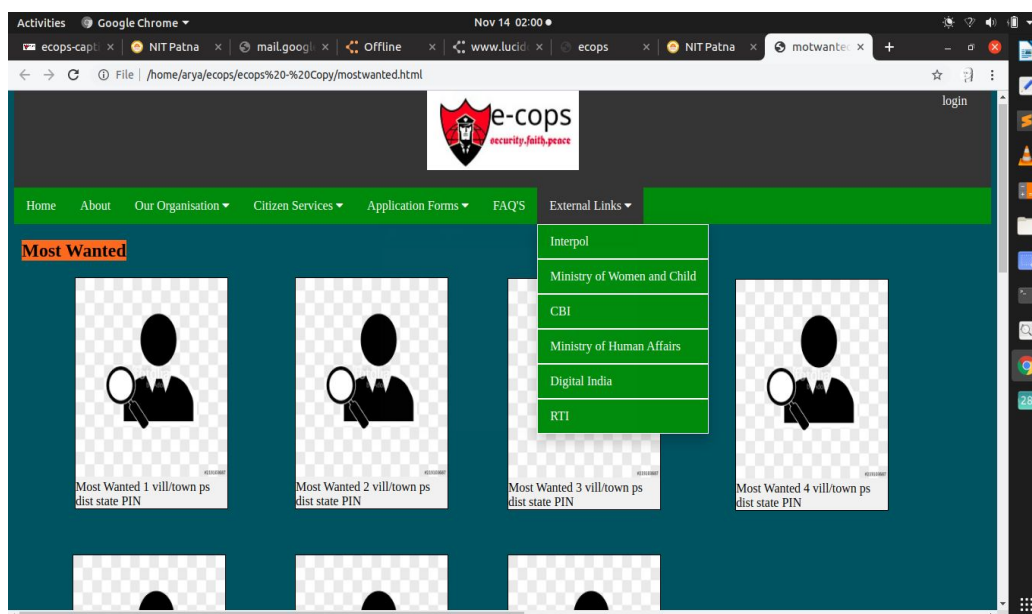 Activities Google Chrome Nov 14 02:00
ecops-capt NIT Patna mail.googl Offline www.lucid ecops NIT Patna motwanted
File /home/arya/ecops/ecops%20-%20Copy/mostwanted.html
login
e-cops
security.faith.peace
Home About Our Organisation Citizen Services Application Forms FAQ'S External Links
Interpol
Ministry of Women and Child
CBI
Ministry of Human Affairs
Digital India
RTI
Most Wanted
Most Wanted 1 vill/town ps
dist state PIN
Most Wanted 2 vill/town ps
dist state PIN
Most Wanted 3 vill/town ps
dist state PIN
Most Wanted 4 vill/town ps
dist state PIN
28